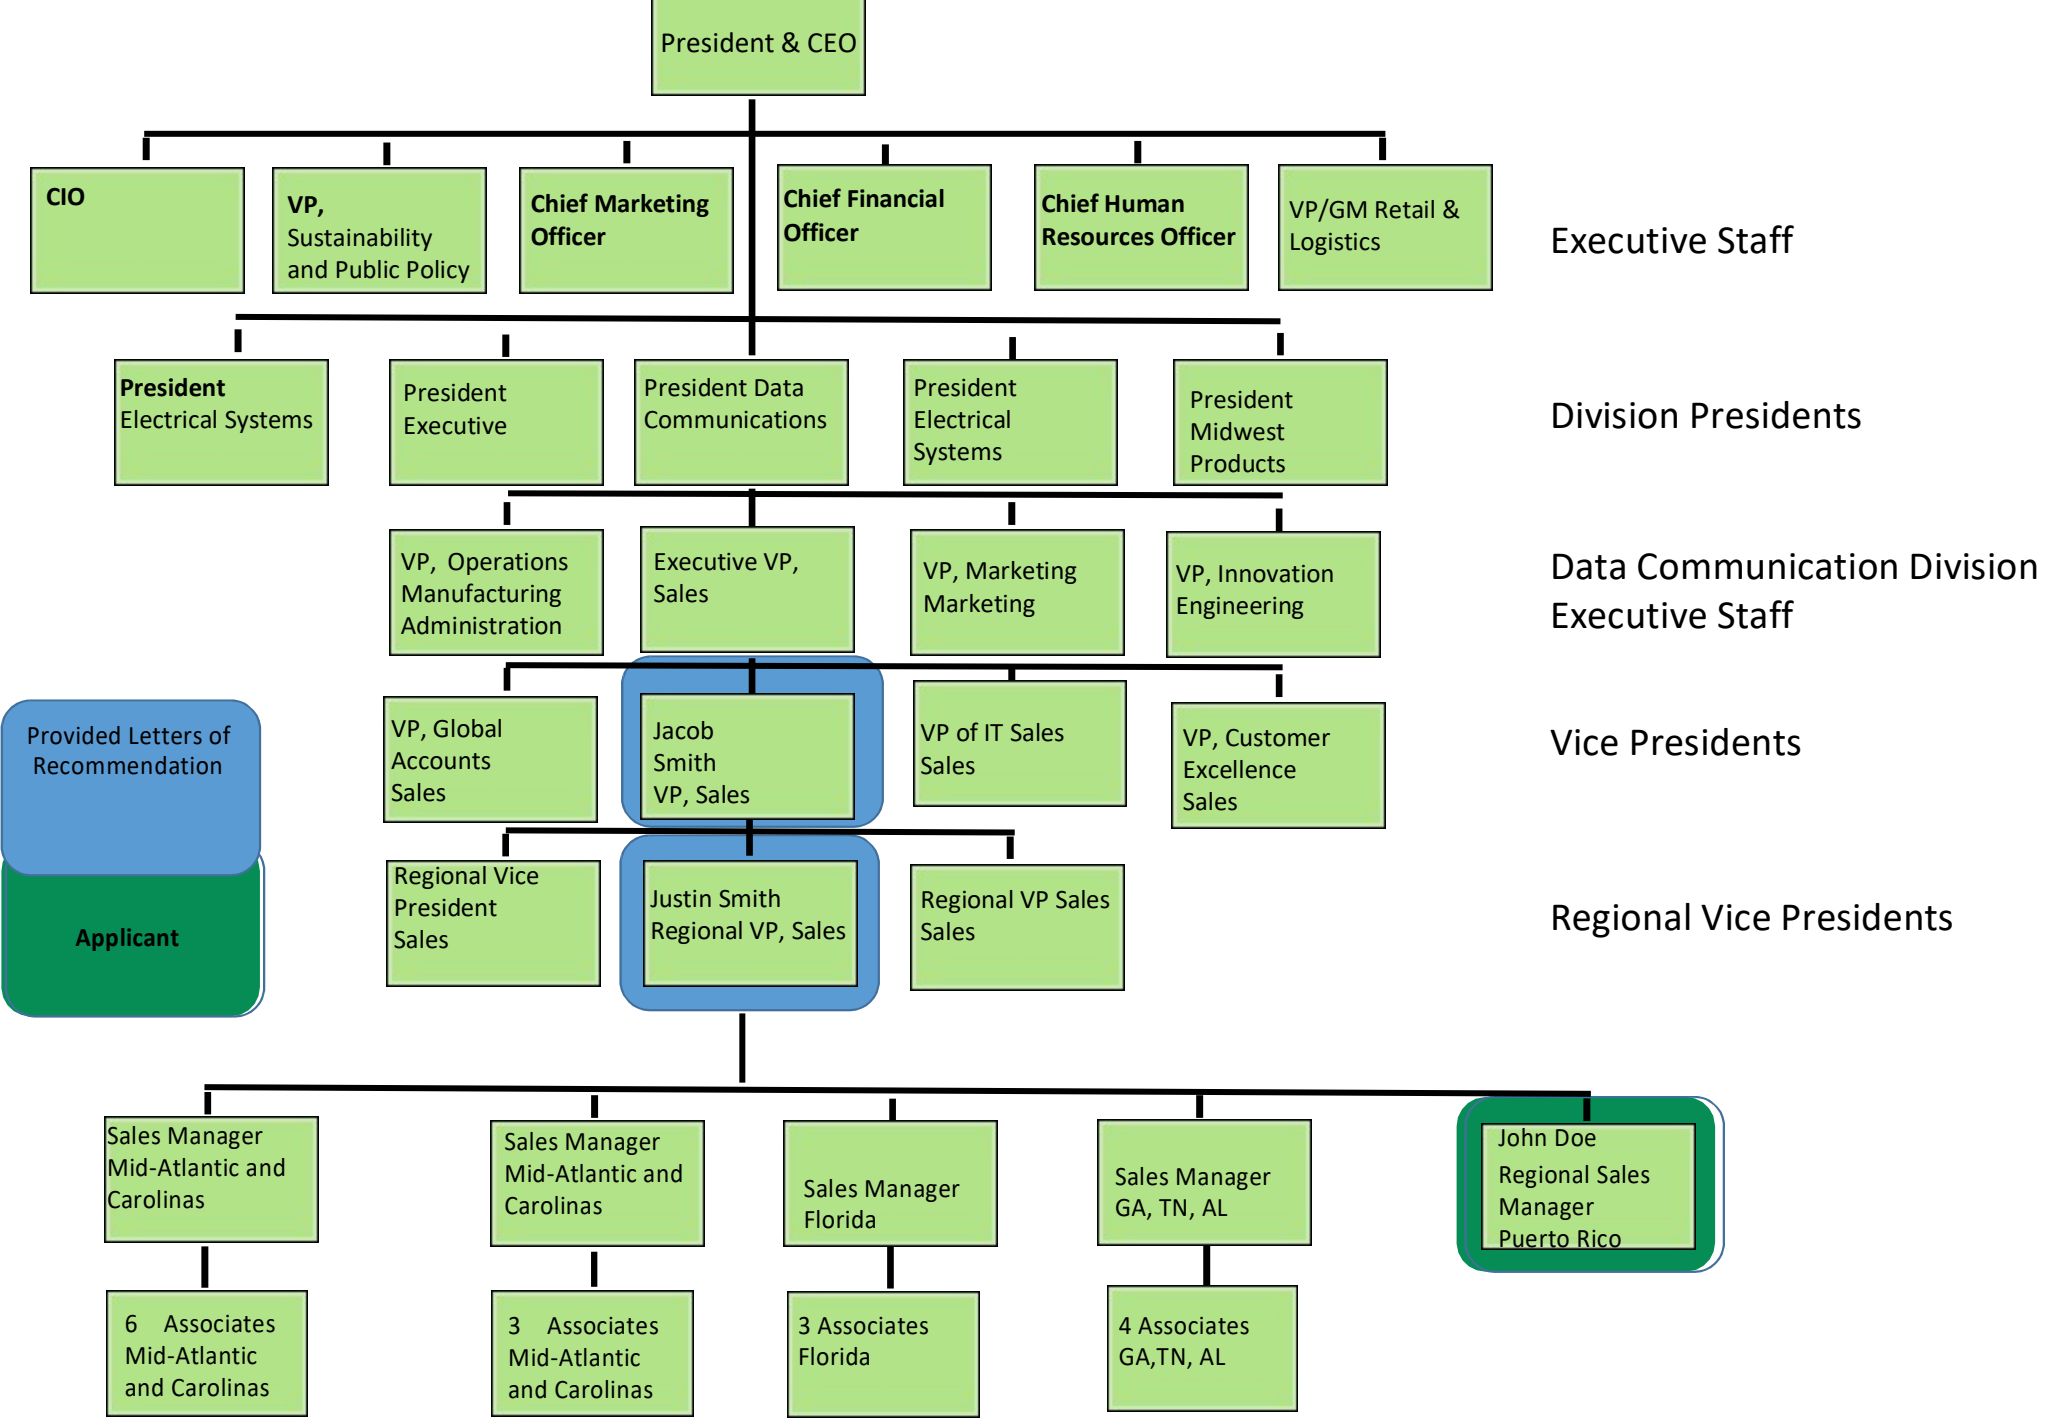 President & CEO
CIO
VP,
Sustainability
and Public Policy
Chief Marketing
Officer
Chief Financial
Officer
Chief Human
Resources Officer
VP/GM Retail &
Logistics
Executive Staff
President
Electrical Systems
President
Executive
President Data
Communications
President
Electrical
Systems
President
Midwest
Products
Division Presidents
VP, Operations
Manufacturing
Administration
Executive VP,
Sales
VP, Marketing
Marketing
VP, Innovation
Engineering
Data Communication Division
Executive Staff
Provided Letters of
Recommendation
VP, Global
Accounts
Sales
Jacob
Smith
VP, Sales
VP of IT Sales
Sales
VP, Customer
Excellence
Sales
Vice Presidents
Applicant
Regional Vice
President
Sales
Justin Smith
Regional VP, Sales
Regional VP Sales
Sales
Regional Vice Presidents
Sales Manager
Mid-Atlantic and
Carolinas
Sales Manager
Mid-Atlantic and
Carolinas
Sales Manager
Florida
Sales Manager
GA, TN, AL
John Doe
Regional Sales
Manager
Puerto Rico
6 Associates
Mid-Atlantic
and Carolinas
3 Associates
Mid-Atlantic
and Carolinas
3 Associates
Florida
4 Associates
GA,TN, AL